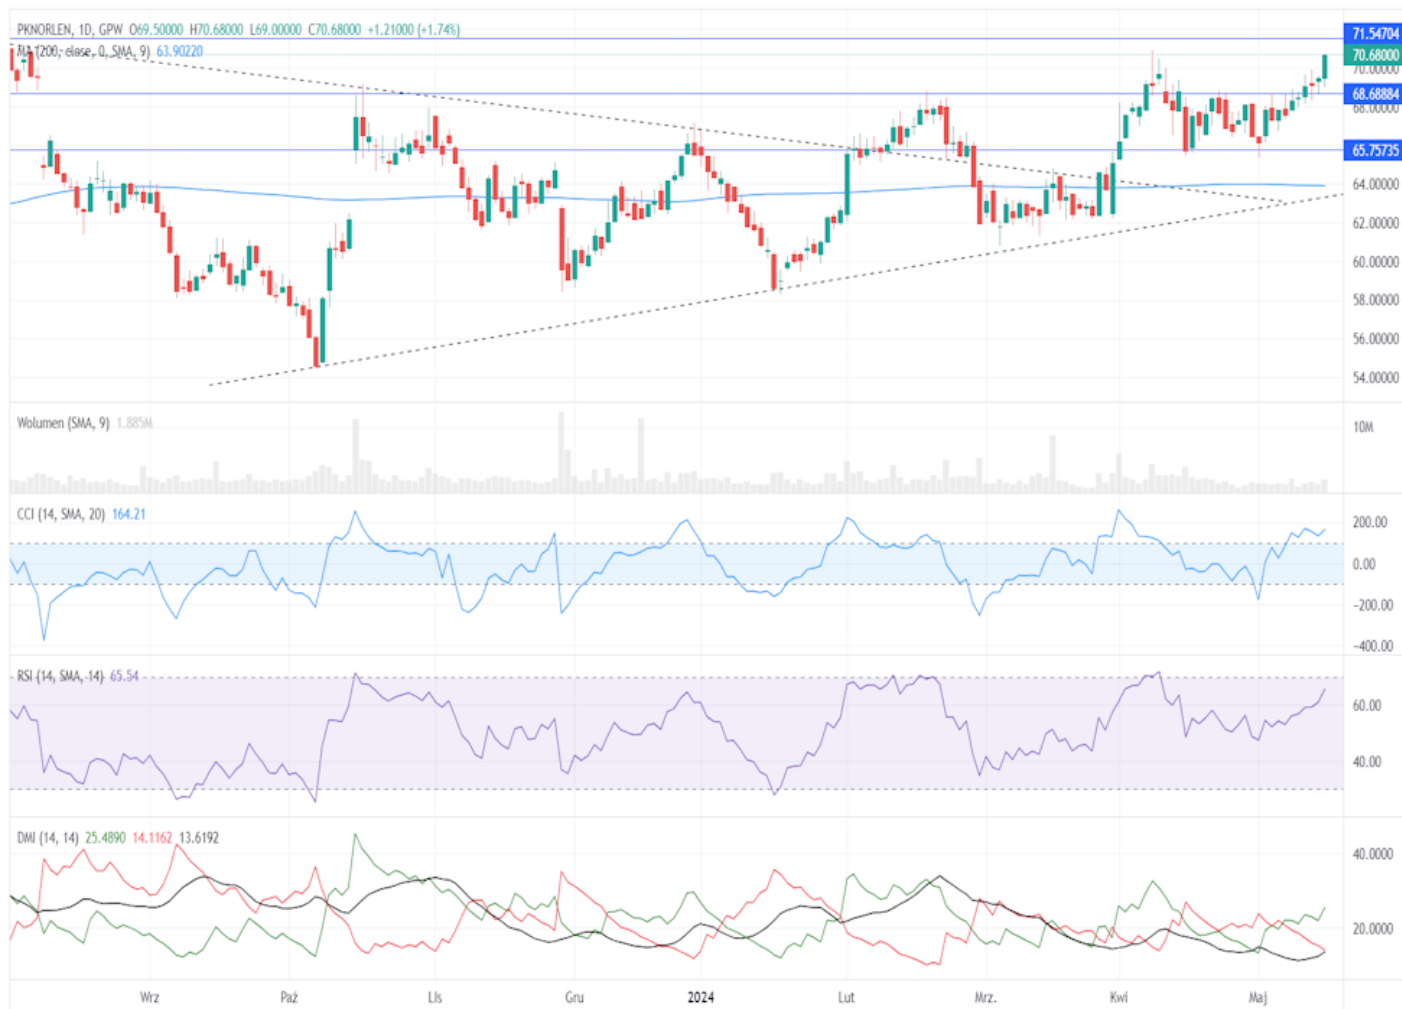 PKNORLEN, 1D, GPW O69.50000 H70.68000 L69.00000 C70.68000 +1.21000 (+1.74%)
MA (200, close, 0, SMA, 9) 63.90220
71.54704
70.68000
70.00000
68.68884
68.00000
65.75735
64.00000
62.00000
60.00000
58.00000
56.00000
54.00000
Wolumen (SMA, 9) 1.885M
10M
CCI (14, SMA, 20) 164.21
200.00
0.00
−200.00
−400.00
RSI (14, SMA, 14) 65.54
60.00
40.00
DMI (14, 14) 25.4890 14.1162 13.6192
40.0000
20.0000
Wrz Paź Lis Gru 2024 Lut Mrz. Kwi Maj